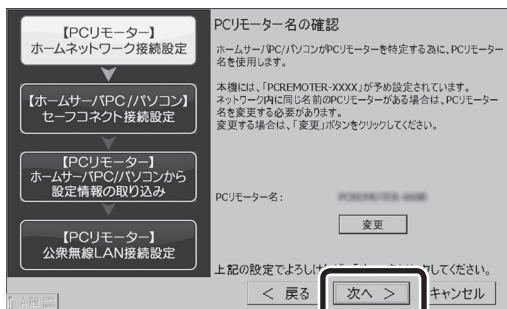 【PCリモーター】
ホームネットワーク接続設定
【ホームサーバPC/パソコン】
セーフコネクト接続設定
【PCリモーター】
ホームサーバPC/パソコンから
設定情報の取り込み
【PCリモーター】
公衆無線LAN接続設定
PCリモーター名の確認
ホームサーバPC/パソコンがPCリモーターを特定する為に、PCリモーター
名を使用します。
本機には、「PCREMOTER-XXXX」が予め設定されています。
ネットワーク内に同じ名前のPCリモーターがある場合は、PCリモーター
名を変更する必要があります。
変更する場合は、「変更」ボタンをクリックしてください。
PCリモーター名:
変更
上記の設定でよろしけ クしてください。
< 戻る
次へ >
キャンセル